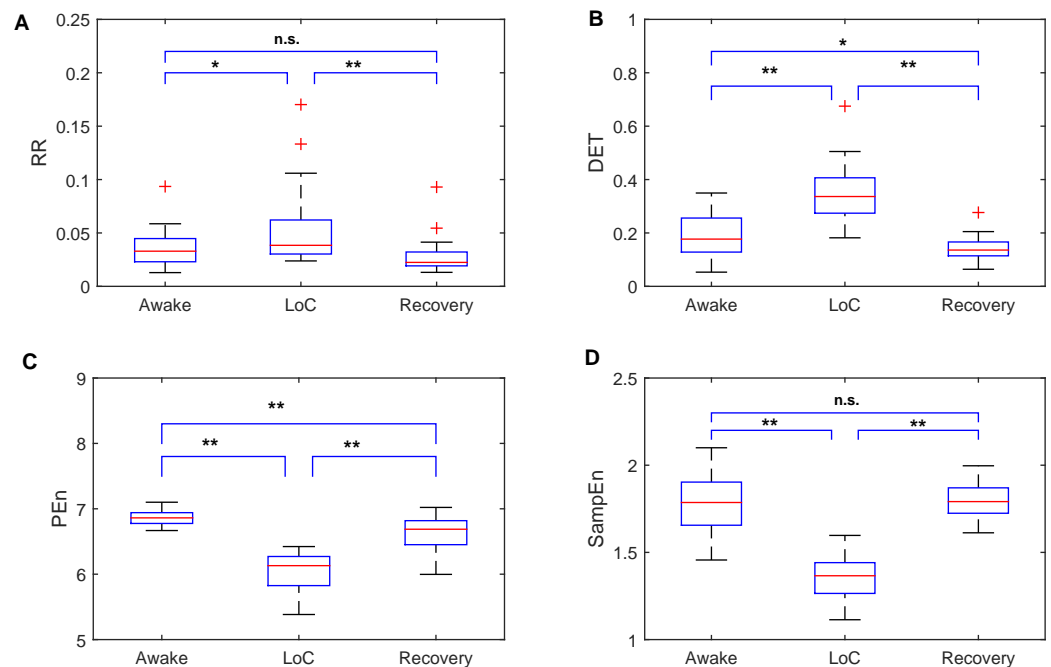 A
RR
0.25
0.2
0.15
0.1
0.05
0
n.s.
*
**
Awake LoC Recovery
B
DET
1
0.8
0.6
0.4
0.2
0
*
**
**
Awake LoC Recovery
C
PEn
9
8
7
6
5
**
**
**
Awake LoC Recovery
D
SampEn
2.5
2
1.5
1
n.s.
**
**
Awake LoC Recovery